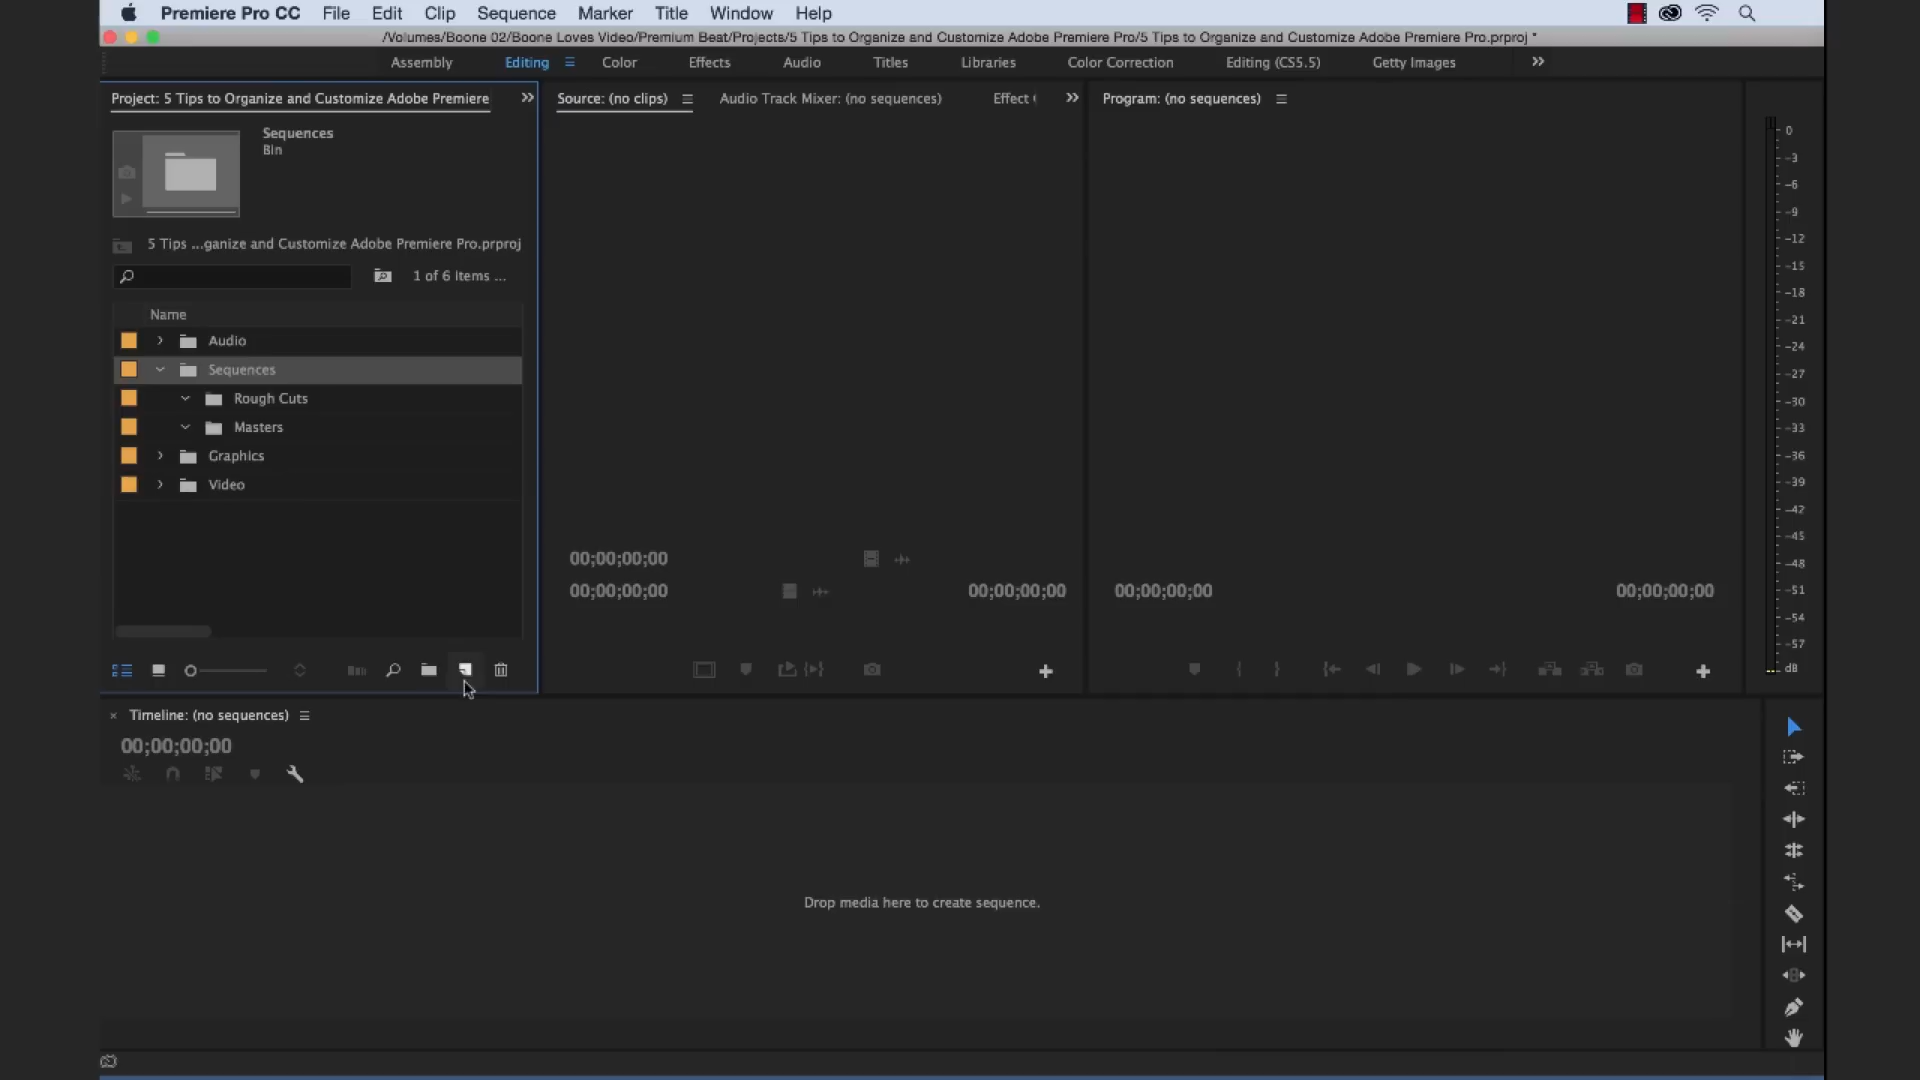 Premiere Pro CC File Edit Clip Sequence Marker Title Window Help
/Volumes/Boone 02/Boone Loves Video/Premium Beat/Projects/5 Tips to Organize and Customize Adobe Premiere Pro/5 Tips to Organize and Customize Adobe Premiere Pro.prproj *
Assembly Editing Color Effects Audio Titles Libraries Color Correction Editing (CS5.5) Getty Images
Project: 5 Tips to Organize and Customize Adobe Premiere
Source: (no clips) Audio Track Mixer: (no sequences) Effect
Program: (no sequences)
Sequences
Bin
5 Tips ...ganize and Customize Adobe Premiere Pro.prproj
1 of 6 items ...
Name
Audio
Sequences
Rough Cuts
Masters
Graphics
Video
00;00;00;00
00;00;00;00 00;00;00;00
00;00;00;00 00;00;00;00
0
-3
-6
-9
-12
-15
-18
-21
-24
-27
-30
-33
-36
-39
-42
-45
-48
-51
-54
-57
dB
Timeline: (no sequences)
00;00;00;00
Drop media here to create sequence.